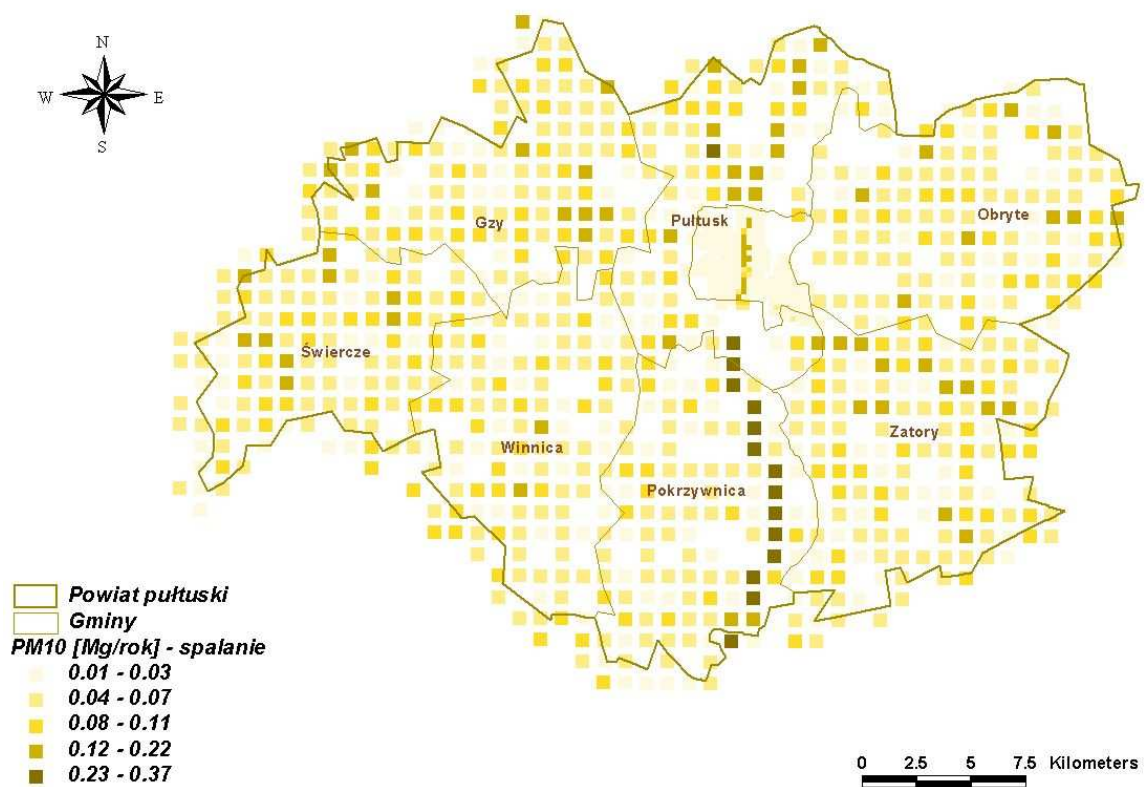 N
W E
S
Gzy
Pułtusk
Obryte
Świercze
Winnica
Zatory
Pokrzywnica
Powiat pułtuski
Gminy
PM10 [Mg/rok] - spalanie
0.01 - 0.03
0.04 - 0.07
0.08 - 0.11
0.12 - 0.22
0.23 - 0.37
0 2.5 5 7.5 Kilometers